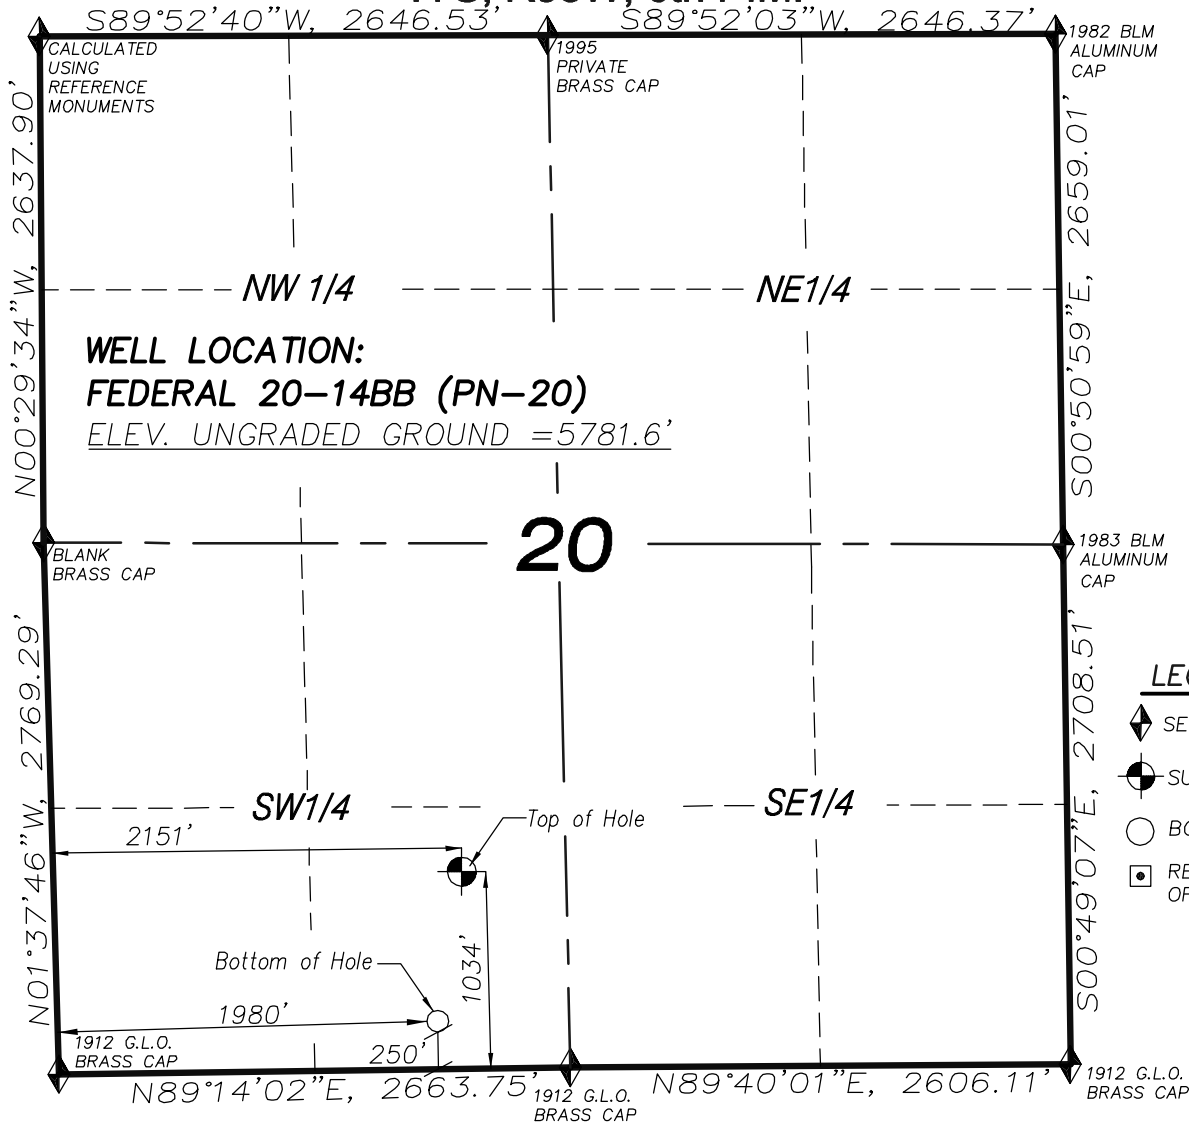 S89°52'40"W, 2646.53'
S89°52'03"W, 2646.37'
CALCULATED
USING
REFERENCE
MONUMENTS
1995
PRIVATE
BRASS CAP
1982 BLM
ALUMINUM
CAP
N00°29'34"W, 2637.90'
S00°50'59"E, 2659.01'
NW 1/4
NE1/4
WELL LOCATION:
FEDERAL 20-14BB (PN-20)
ELEV. UNGRADED GROUND =5781.6'
20
BLANK
BRASS CAP
1983 BLM
ALUMINUM
CAP
N01°37'46"W, 2769.29'
S00°49'07"E, 2708.51'
SW1/4
SE1/4
2151'
Top of Hole
1034'
Bottom of Hole
1980'
250'
1912 G.L.O.
BRASS CAP
N89°14'02"E, 2663.75'
1912 G.L.O.
BRASS CAP
N89°40'01"E, 2606.11'
1912 G.L.O.
BRASS CAP